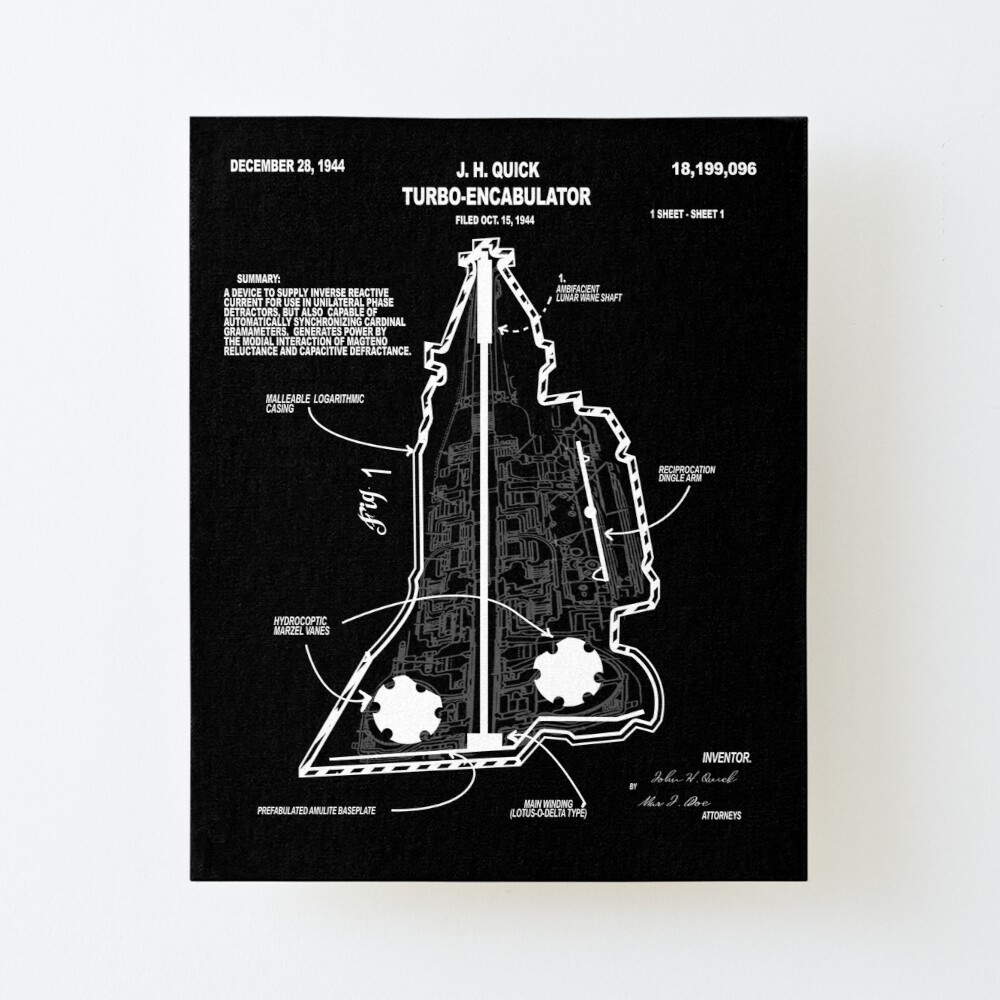 DECEMBER 28, 1944
J. H. QUICK
18,199,096
TURBO-ENCABULATOR
FILED OCT. 15, 1944
1 SHEET - SHEET 1
SUMMARY:
A DEVICE TO SUPPLY INVERSE REACTIVE
CURRENT FOR USE IN UNILATERAL PHASE
DETRACTORS, BUT ALSO CAPABLE OF
AUTOMATICALLY SYNCHRONIZING CARDINAL
GRAMAMETERS. GENERATES POWER BY
THE MODIAL INTERACTION OF MAGTENO
RELUCTANCE AND CAPACITIVE DEFRACTANCE.
1.
AMBIFACIENT
LUNAR WANE SHAFT
MALLEABLE LOGARITHMIC
CASING
Fig. 1
RECIPROCATION
DINGLE ARM
HYDROCOPTIC
MARZEL VANES
PREFABULATED AMULITE BASEPLATE
MAIN WINDING
(LOTUS-O-DELTA TYPE)
INVENTOR.
John H. Quick
BY
Max J. Doe
ATTORNEYS